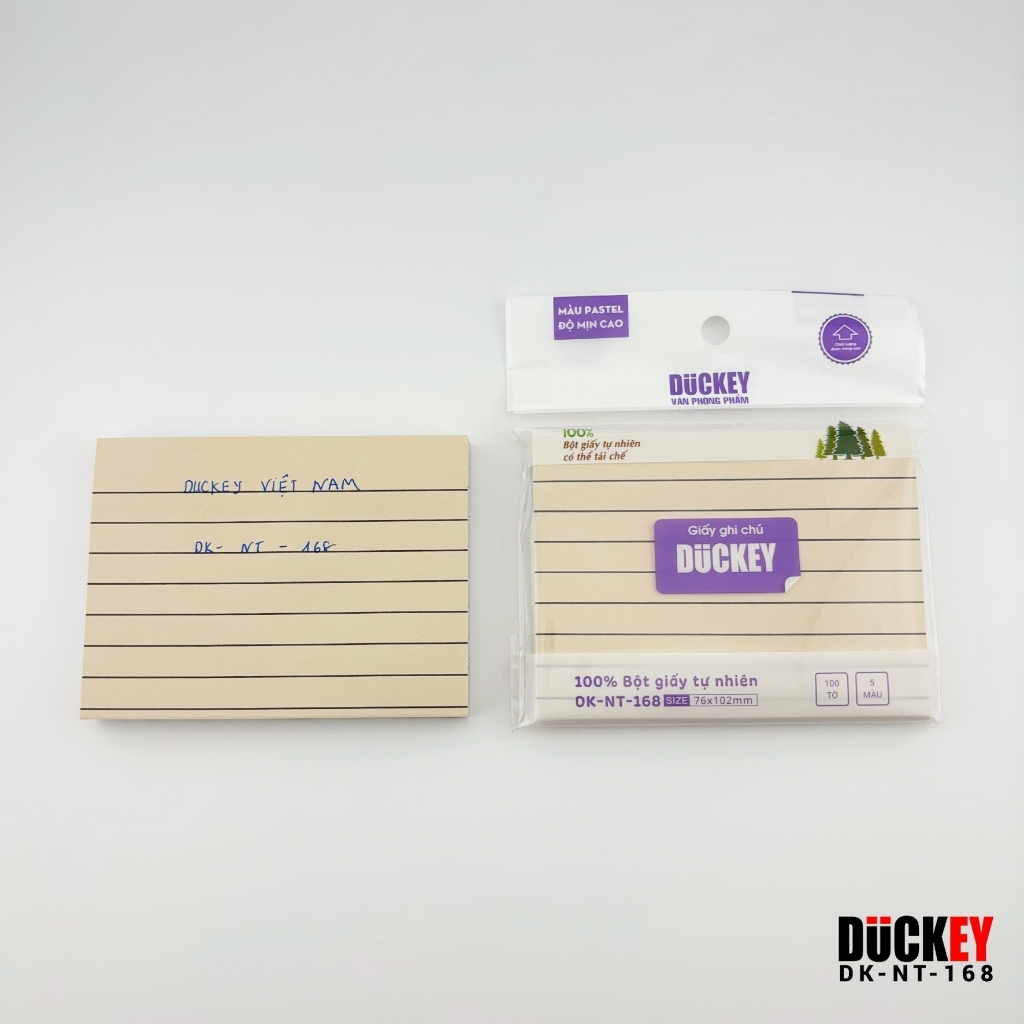 DUCKEY VIỆT NAM
DK- NT - 168
MÀU PASTEL
ĐỘ MỊN CAO
Chất lượng
DüCKEY
VĂN PHÒNG PHẨM
100%
Bột giấy tự nhiên
có thể tái chế
Giấy ghi chú
DüCKEY
100% Bột giấy tự nhiên
DK-NT-168 SIZE 76x102mm
100
TỜ
5
MÀU
DüCKEY
DK-NT-168